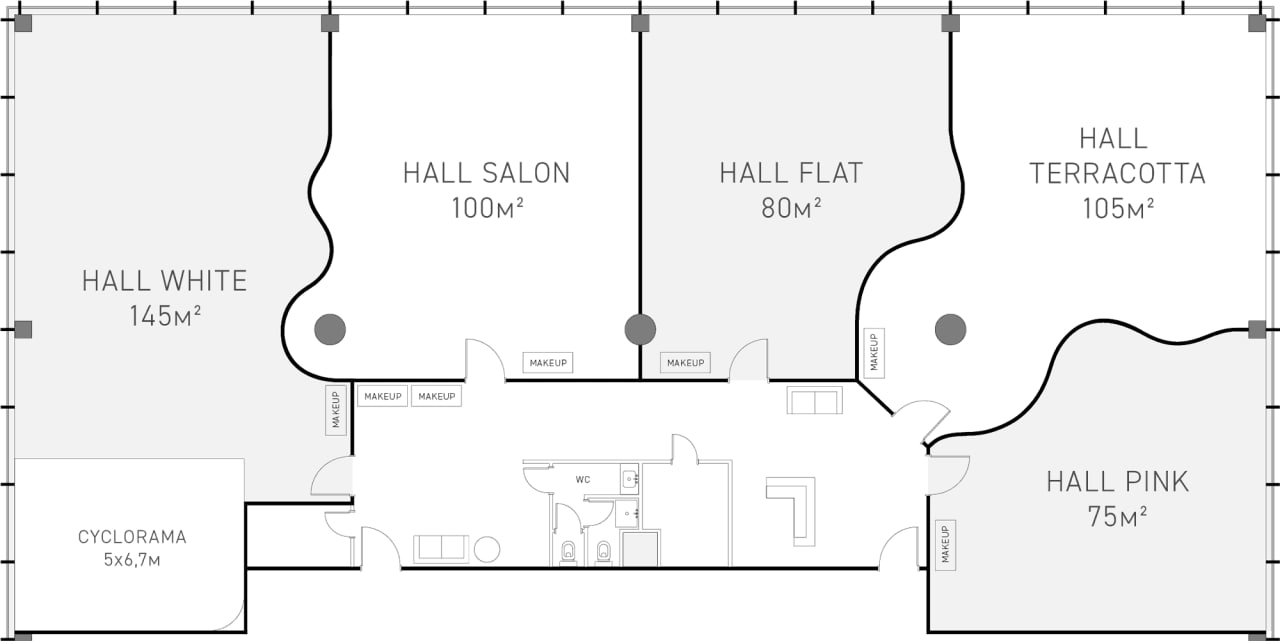 HALL
TERRACOTTA
105м²
HALL SALON
100м²
HALL FLAT
80м²
HALL WHITE
145м²
MAKEUP
MAKEUP
MAKEUP
MAKEUP
MAKEUP
MAKEUP
WC
HALL PINK
75м²
CYCLORAMA
5x6,7м
MAKEUP